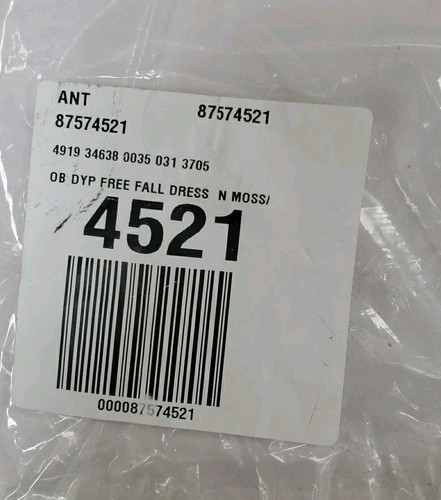 ANT 87574521
87574521
4919 34638 0035 031 3705
OB DYP FREE FALL DRESS N MOSS/
4521
000087574521